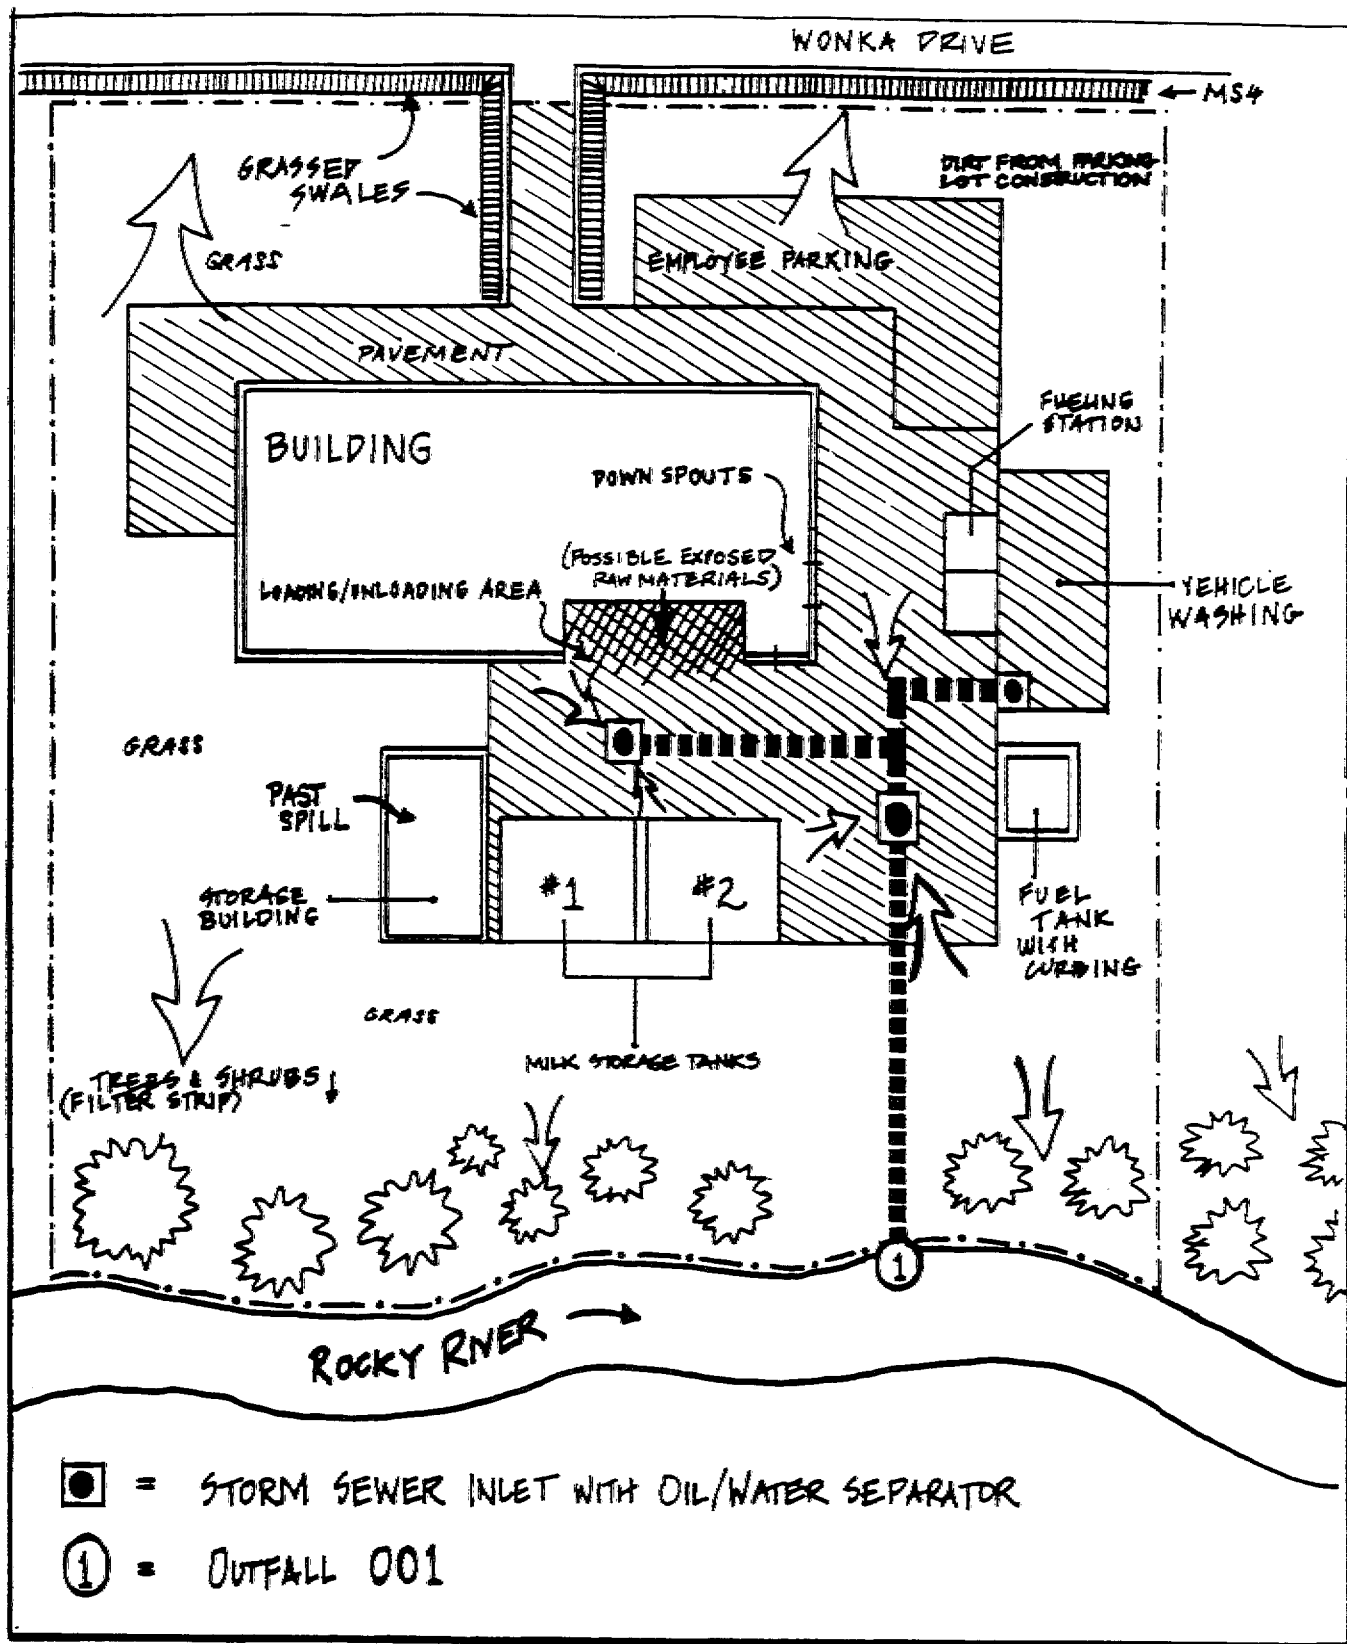 WONKA DRIVE
MS4
GRASSED
SWALES
DIRT FROM PARKING
LOT CONSTRUCTION
GRASS
EMPLOYEE PARKING
PAVEMENT
FUELING
STATION
BUILDING
DOWN SPOUTS
(POSSIBLE EXPOSED
RAW MATERIALS)
LOADING/UNLOADING AREA
VEHICLE
WASHING
GRASS
PAST
SPILL
#1
#2
STORAGE
BUILDING
FUEL
TANK
WITH
CURBING
GRASS
MILK STORAGE TANKS
TREES & SHRUBS
(FILTER STRIP)
1
ROCKY RIVER
= STORM SEWER INLET WITH OIL/WATER SEPARATOR
1 = OUTFALL 001